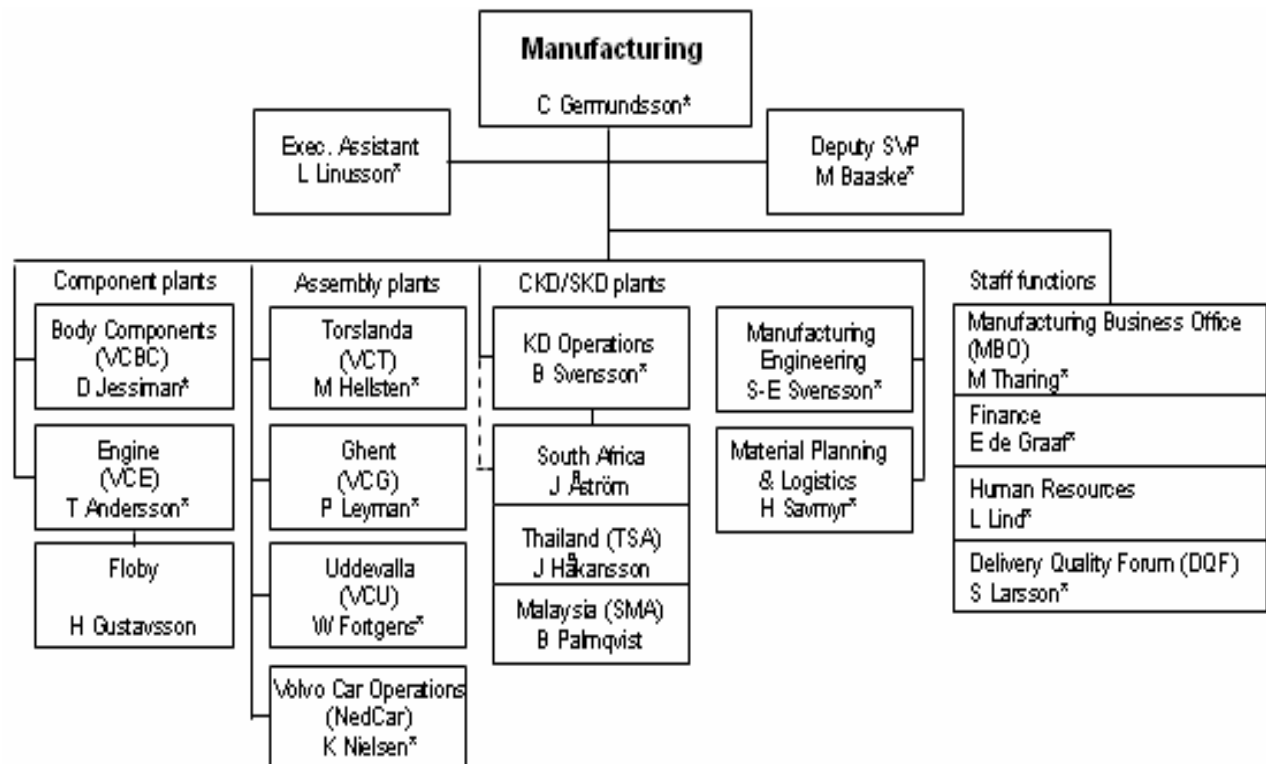 Manufacturing
C Germundsson*
Exec. Assistant
L Linusson*
Deputy SVP
M Baaske*
Component plants
Body Components
(VCBC)
D Jessiman*
Engine
(VCE)
T Andersson*
Floby
H Gustavsson
Assembly plants
Torslanda
(VCT)
M Hellsten*
Ghent
(VCG)
P Leyman*
Uddevalla
(VCU)
W Fortgens*
Volvo Car Operations
(NedCar)
K Nielsen*
CKD/SKD plants
KD Operations
B Svensson*
South Africa
J Åström
Thailand (TSA)
J Håkansson
Malaysia (SMA)
B Palmqvist
Manufacturing
Engineering
S-E Svensson*
Material Planning
& Logistics
H Savmyr*
Staff functions
Manufacturing Business Office
(MBO)
M Tharing*
Finance
E de Graaf*
Human Resources
L Lind*
Delivery Quality Forum (DQF)
S Larsson*